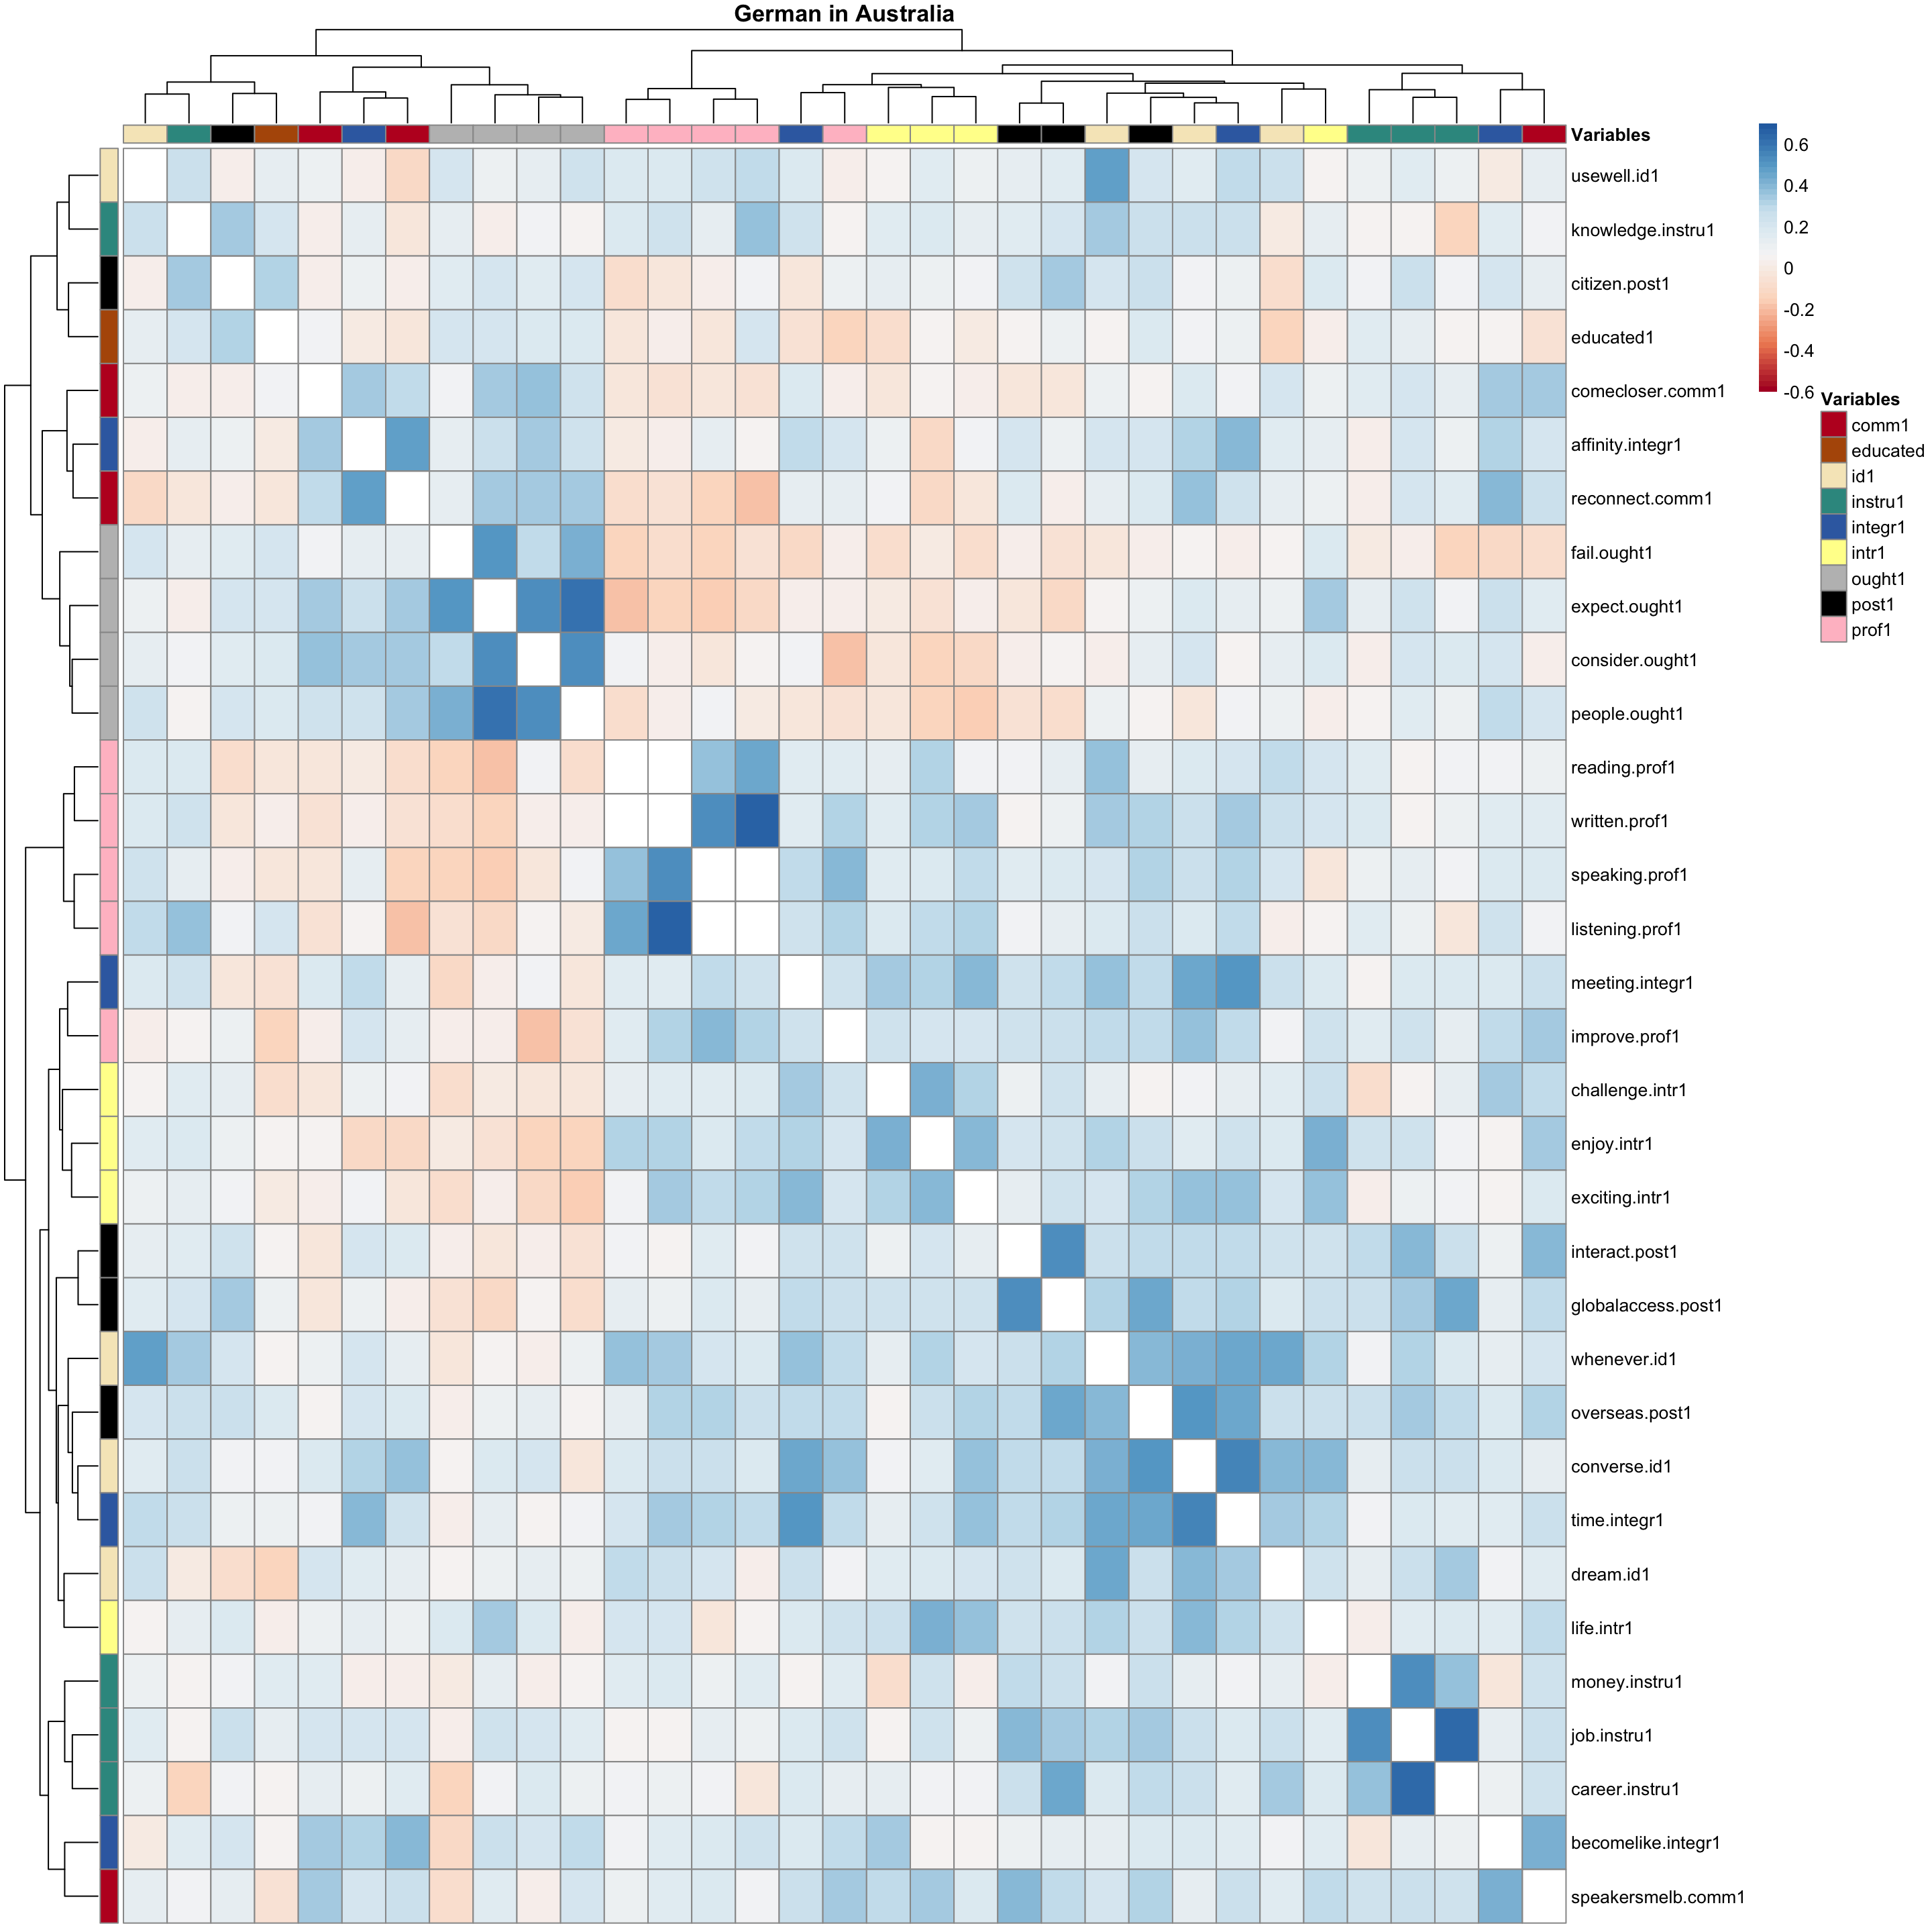 German in Australia
Variables
usewell.id1
knowledge.instru1
citizen.post1
educated1
comecloser.comm1
affinity.integr1
reconnect.comm1
fail.ought1
expect.ought1
consider.ought1
people.ought1
reading.prof1
written.prof1
speaking.prof1
listening.prof1
meeting.integr1
improve.prof1
challenge.intr1
enjoy.intr1
exciting.intr1
interact.post1
globalaccess.post1
whenever.id1
overseas.post1
converse.id1
time.integr1
dream.id1
life.intr1
money.instru1
job.instru1
career.instru1
becomelike.integr1
speakersmelb.comm1
0.6
0.4
0.2
0
-0.2
-0.4
-0.6
Variables
comm1
educated
id1
instru1
integr1
intr1
ought1
post1
prof1